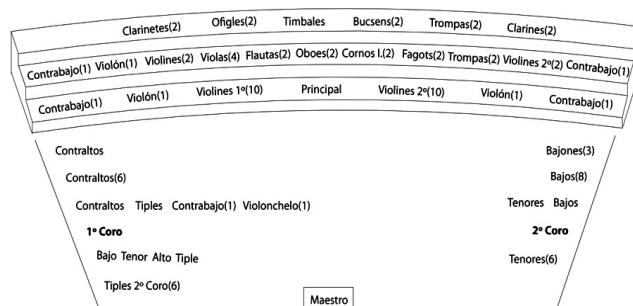 Clarinetes(2) Ofigles(2) Timbales Bucsens(2) Trompas(2) Clarines(2)
Contrabajo(1) Violón(1) Violines(2) Violas(4) Flautas(2) Oboes(2) Cornos I.(2) Fagots(2) Trompas(2) Violines 2º(2) Contrabajo(1)
Contrabajo(1) Violón(1) Violines 1º(10) Principal Violines 2º(10) Violón(1) Contrabajo(1)
Contraltos Bajones(3)
Contraltos(6) Bajos(8)
Contraltos Tiples Contrabajo(1) Violonchelo(1) Tenores Bajos
1º Coro 2º Coro
Bajo Tenor Alto Tiple Tenores(6)
Tiples 2º Coro(6)
Maestro